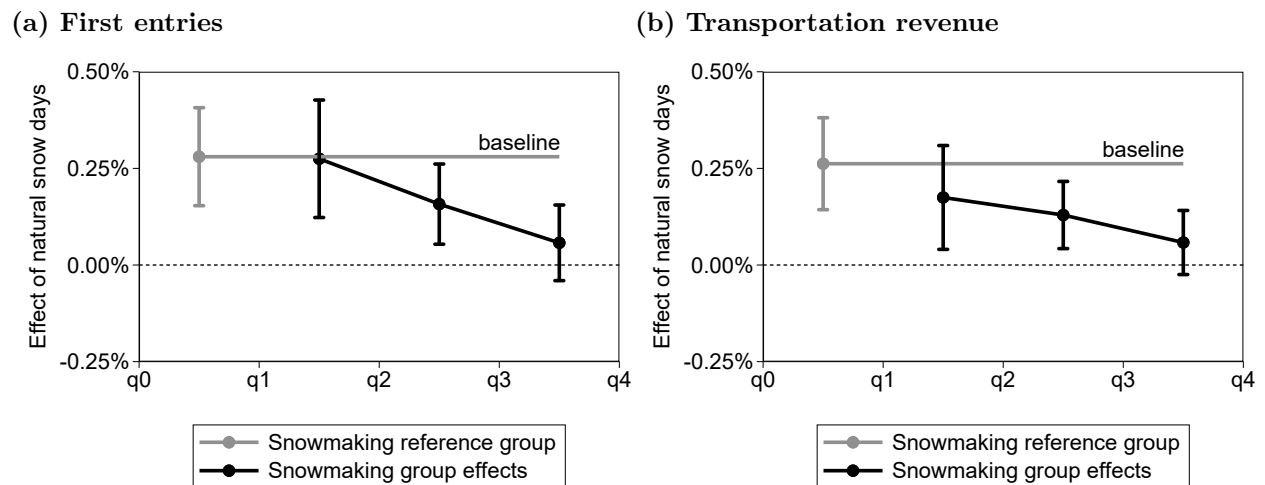 (a) First entries
Effect of natural snow days
0.50%
0.25%
0.00%
-0.25%
baseline
q0 q1 q2 q3 q4
Snowmaking reference group
Snowmaking group effects
(b) Transportation revenue
Effect of natural snow days
0.50%
0.25%
0.00%
-0.25%
baseline
q0 q1 q2 q3 q4
Snowmaking reference group
Snowmaking group effects